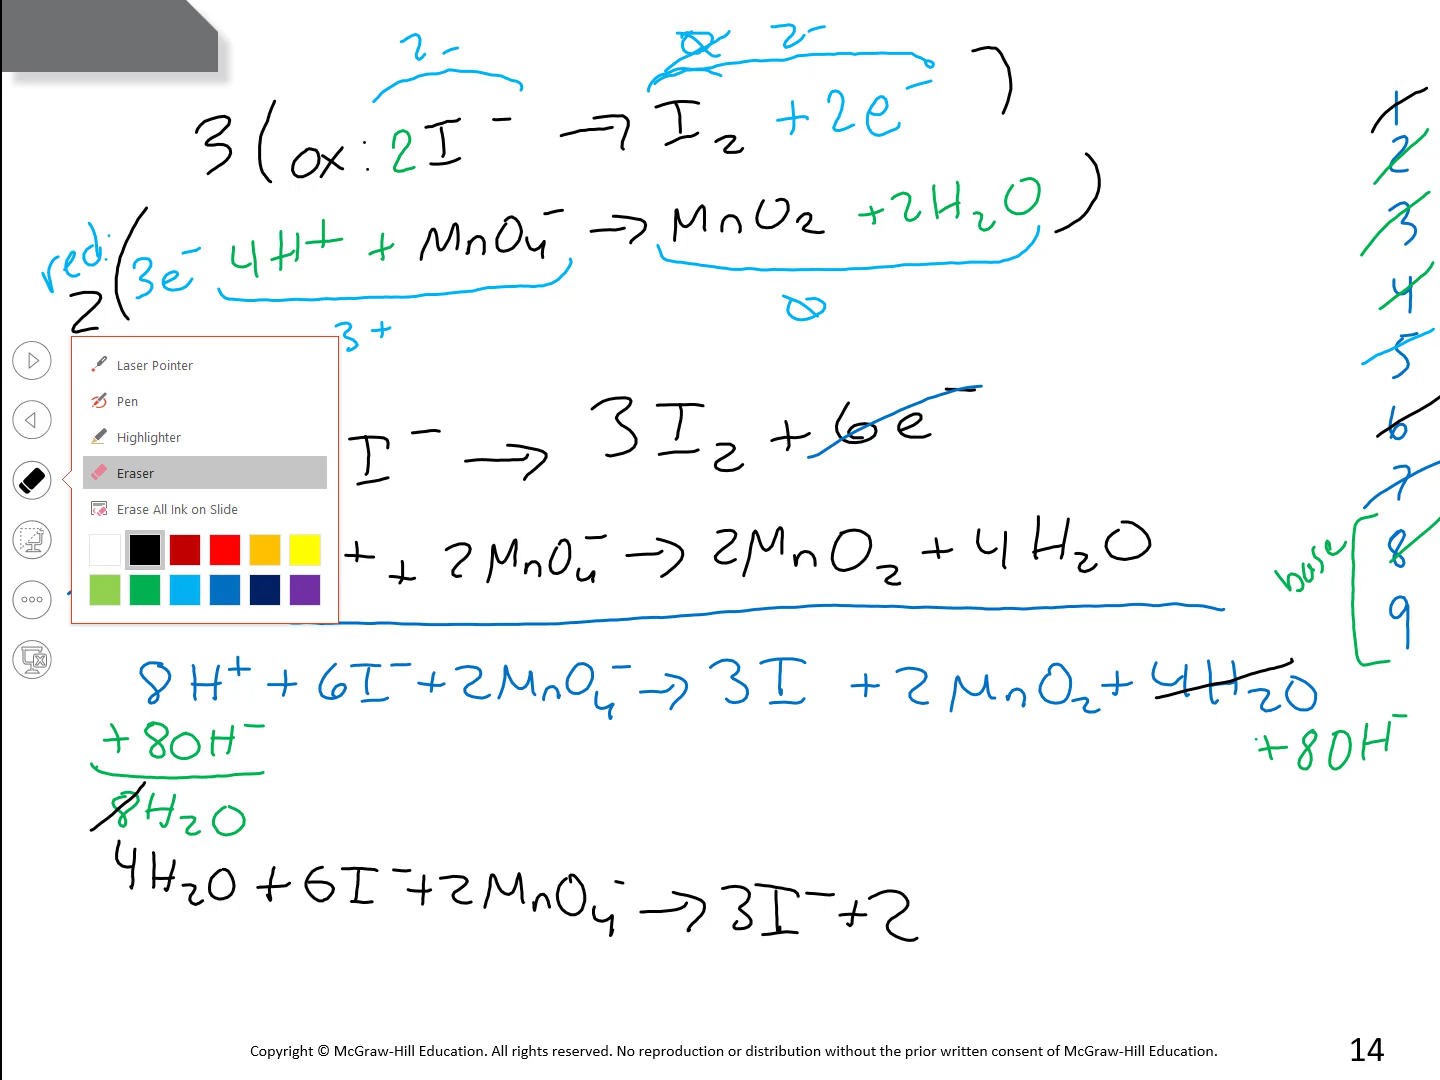 2-  2-
3(ox: 2I⁻ → I₂ +2e⁻)
red: 2(3e⁻ 4H⁺ + MnO₄⁻ → MnO₂ +2H₂O)
3+  0
I⁻ → 3I₂ + 6e⁻
+ + 2MnO₄⁻ → 2MnO₂ + 4H₂O
8H⁺ + 6I⁻ + 2MnO₄⁻ → 3I + 2MnO₂ + 4H₂O
+8OH⁻  +8OH⁻
8H₂O
4H₂O + 6I⁻ + 2MnO₄⁻ → 3I⁻ + 2
1
2
3
4
5
6
7
base
8
9
Laser Pointer
Pen
Highlighter
Eraser
Erase All Ink on Slide
Copyright © McGraw-Hill Education. All rights reserved. No reproduction or distribution without the prior written consent of McGraw-Hill Education.
14